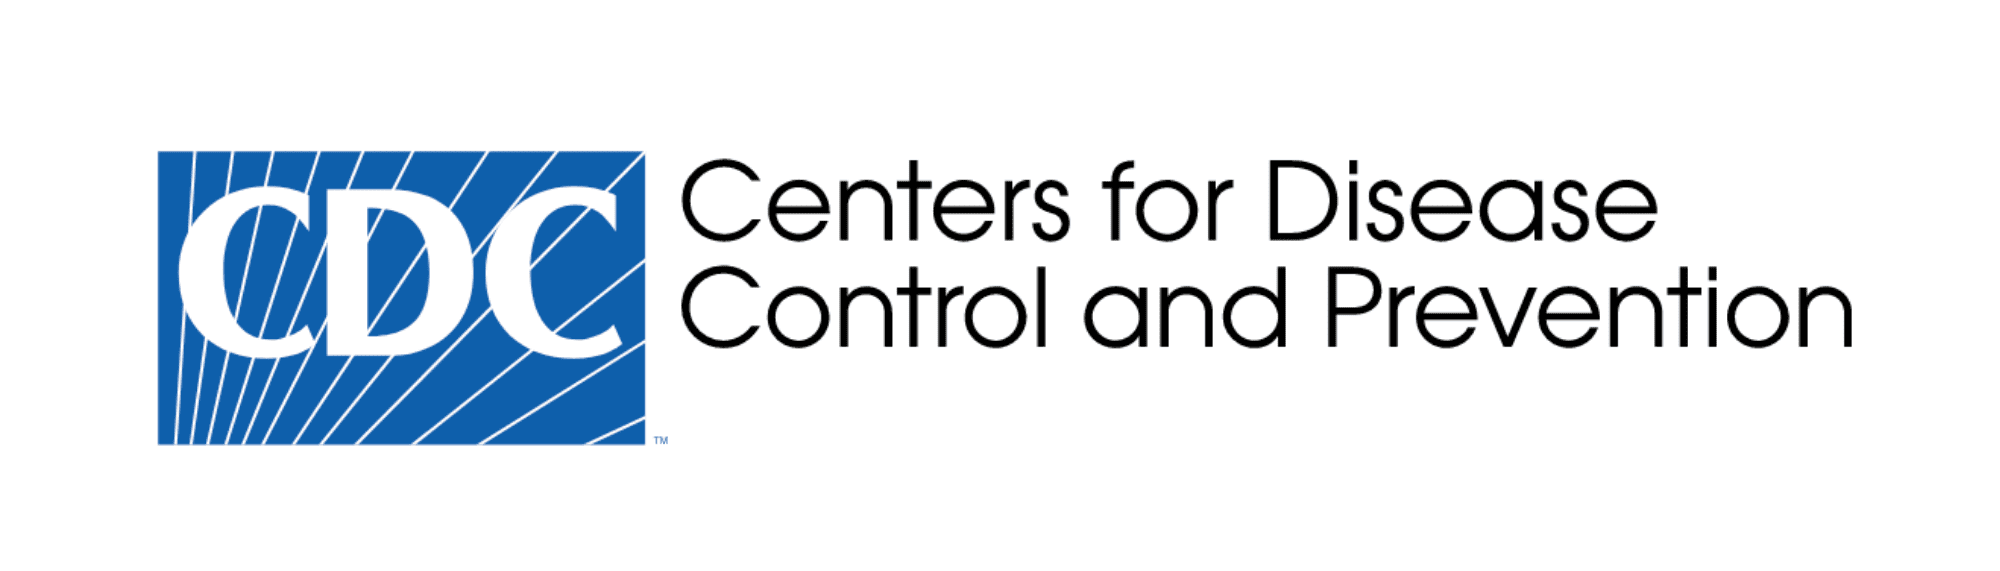 CDC
Centers for Disease
Control and Prevention
TM